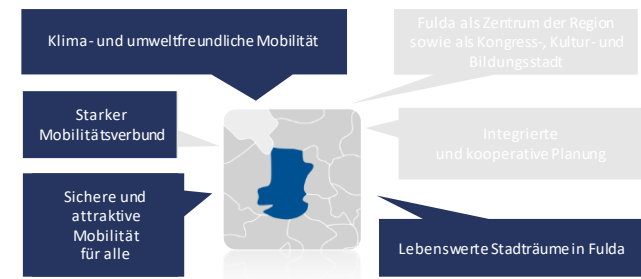 Klima- und umweltfreundliche Mobilität
Fulda als Zentrum der Region
sowie als Kongress-, Kultur- und
Bildungsstadt
Starker
Mobilitätsverbund
Integrierte
und kooperative Planung
Sichere und
attraktive
Mobilität
für alle
Lebenswerte Stadträume in Fulda